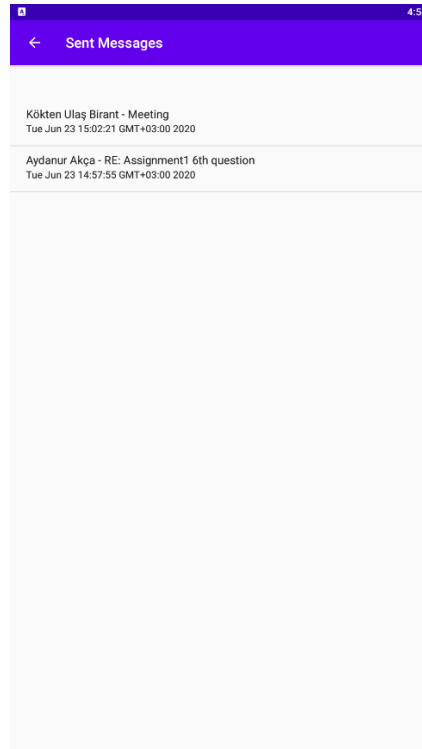 4:5
Sent Messages
Kökten Ulaş Birant - Meeting
Tue Jun 23 15:02:21 GMT+03:00 2020
Aydanur Akça - RE: Assignment1 6th question
Tue Jun 23 14:57:55 GMT+03:00 2020